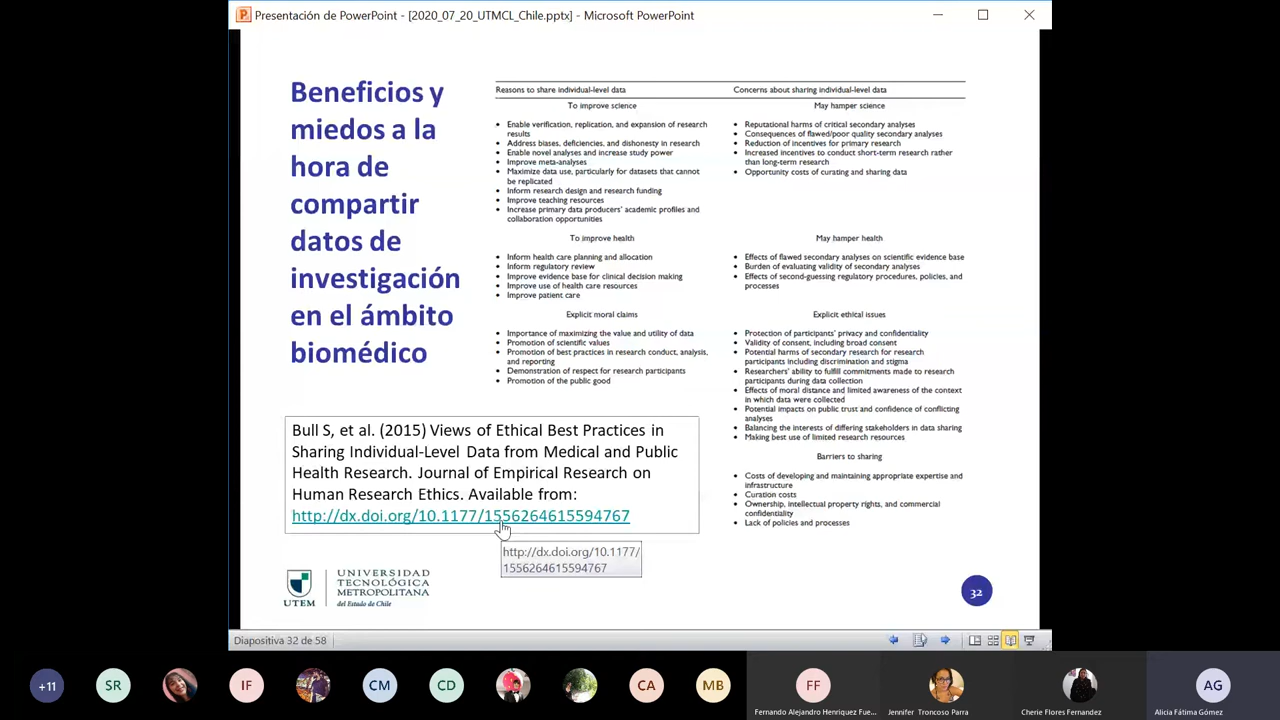 Presentación de PowerPoint - [2020_07_20_UTMCL_Chile.pptx] - Microsoft PowerPoint
Beneficios y
miedos a la
hora de
compartir
datos de
investigación
en el ámbito
biomédico
Reasons to share individual-level data
To improve science
• Enable verification, replication, and expansion of research
results
• Address biases, deficiencies, and dishonesty in research
• Enable novel analyses and increase study power
• Improve meta-analyses
• Maximize data use, particularly for datasets that cannot
be replicated
• Inform research design and research funding
• Improve teaching resources
• Increase primary data producers' academic profiles and
collaboration opportunities
To improve health
• Inform health care planning and allocation
• Inform regulatory review
• Improve evidence base for clinical decision making
• Improve use of health care resources
• Improve patient care
Explicit moral claims
• Importance of maximizing the value and utility of data
• Promotion of scientific values
• Promotion of best practices in research conduct, analysis,
and reporting
• Demonstration of respect for research participants
• Promotion of the public good
Concerns about sharing individual-level data
May hamper science
• Reputational harms of critical secondary analyses
• Consequences of flawed/poor quality secondary analyses
• Reduction of incentives for primary research
• Increased incentives to conduct short-term research rather
than long-term research
• Opportunity costs of curating and sharing data
May hamper health
• Effects of flawed secondary analyses on scientific evidence base
• Burden of evaluating validity of secondary analyses
• Effects of second-guessing regulatory procedures, policies, and
processes
Explicit ethical issues
• Protection of participants' privacy and confidentiality
• Validity of consent, including broad consent
• Potential harms of secondary research for research
participants including discrimination and stigma
• Researchers' ability to fulfill commitments made to research
participants during data collection
• Effects of moral distance and limited awareness of the context
in which data were collected
• Potential impacts on public trust and confidence of conflicting
analyses
• Balancing the interests of differing stakeholders in data sharing
• Making best use of limited research resources
Barriers to sharing
• Costs of developing and maintaining appropriate expertise and
infrastructure
• Curation costs
• Ownership, intellectual property rights, and commercial
confidentiality
• Lack of policies and processes
Bull S, et al. (2015) Views of Ethical Best Practices in
Sharing Individual-Level Data from Medical and Public
Health Research. Journal of Empirical Research on
Human Research Ethics. Available from:
http://dx.doi.org/10.1177/1556264615594767
http://dx.doi.org/10.1177/
1556264615594767
UTEM
UNIVERSIDAD
TECNOLÓGICA
METROPOLITANA
del Estado de Chile
32
Diapositiva 32 de 58
+11
SR
IF
CM
CD
CA
MB
FF
AG
Fernando Alejandro Henriquez Fue...
Jennifer Troncoso Parra
Cherie Flores Fernandez
Alicia Fátima Gómez